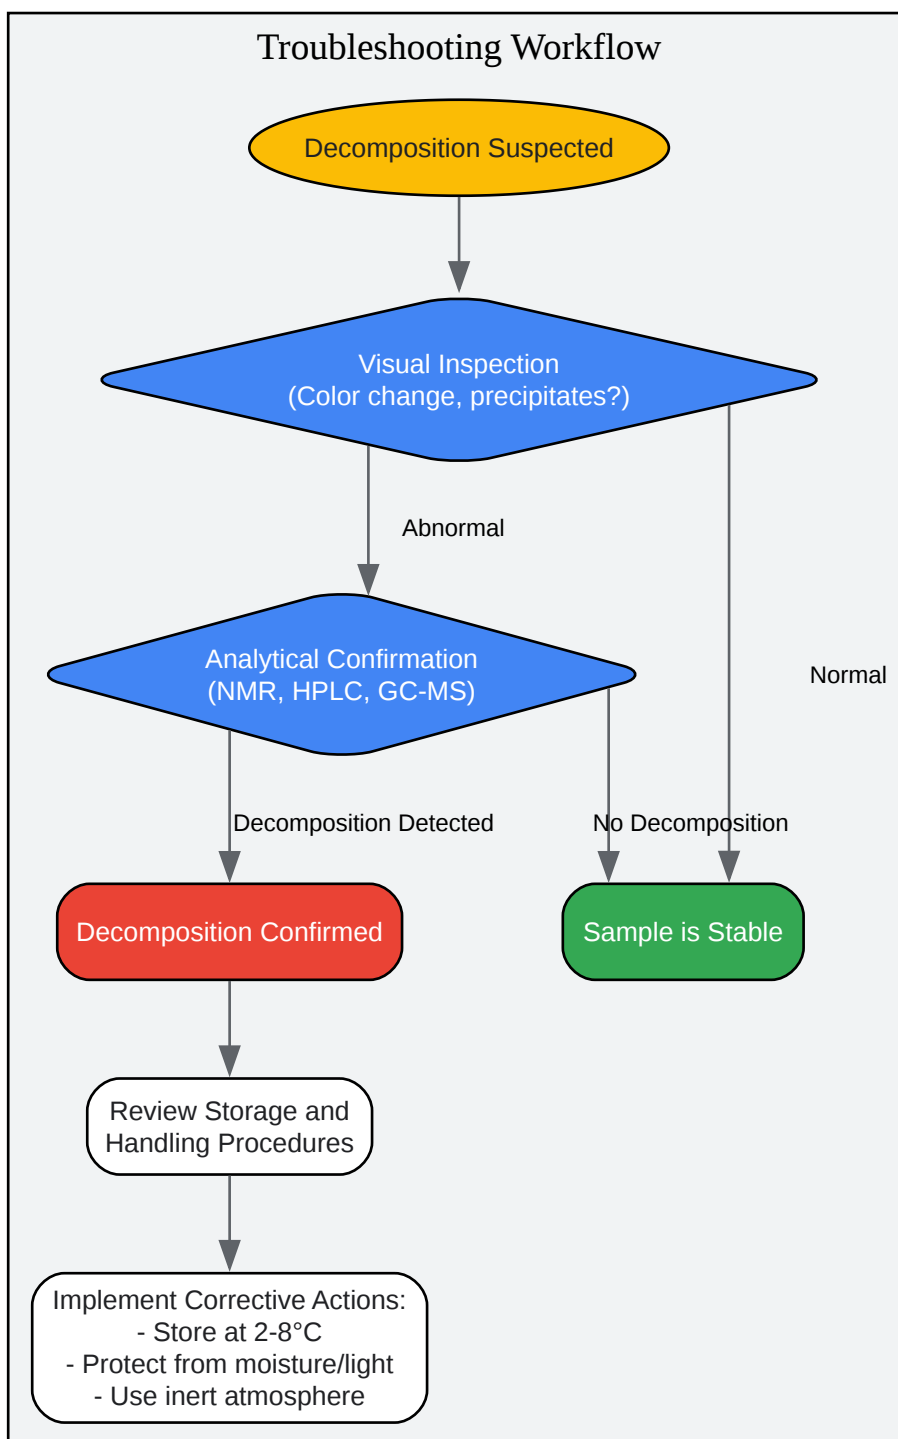 Troubleshooting Workflow
Decomposition Suspected
Visual Inspection
(Color change, precipitates?)
Abnormal
Analytical Confirmation
(NMR, HPLC, GC-MS)
Normal
Decomposition Detected
No Decomposition
Decomposition Confirmed
Sample is Stable
Review Storage and
Handling Procedures
Implement Corrective Actions:
- Store at 2-8°C
- Protect from moisture/light
- Use inert atmosphere